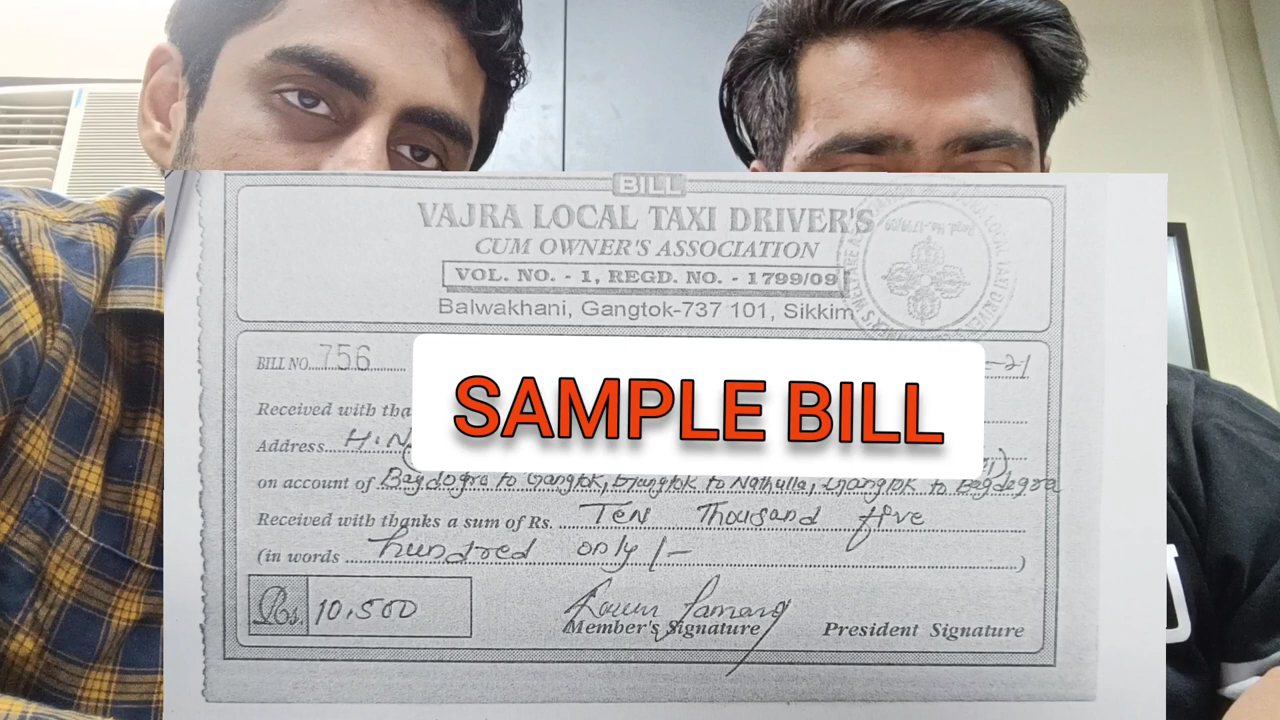 BILL
VAJRA LOCAL TAXI DRIVER'S
CUM OWNER'S ASSOCIATION
VOL. NO. - 1, REGD. NO. - 1799/09
Balwakhani, Gangtok-737 101, Sikkim
BILL NO. 756 -21
SAMPLE BILL
Received with tha
Address H.N
on account of Bagdogra to Gangtok, Gangtok to Nathulla, Gangtok to Bagdogra
Received with thanks a sum of Rs. Ten Thousand five
(in words hundred only/- )
Rs. 10,500
Member's Signature President Signature